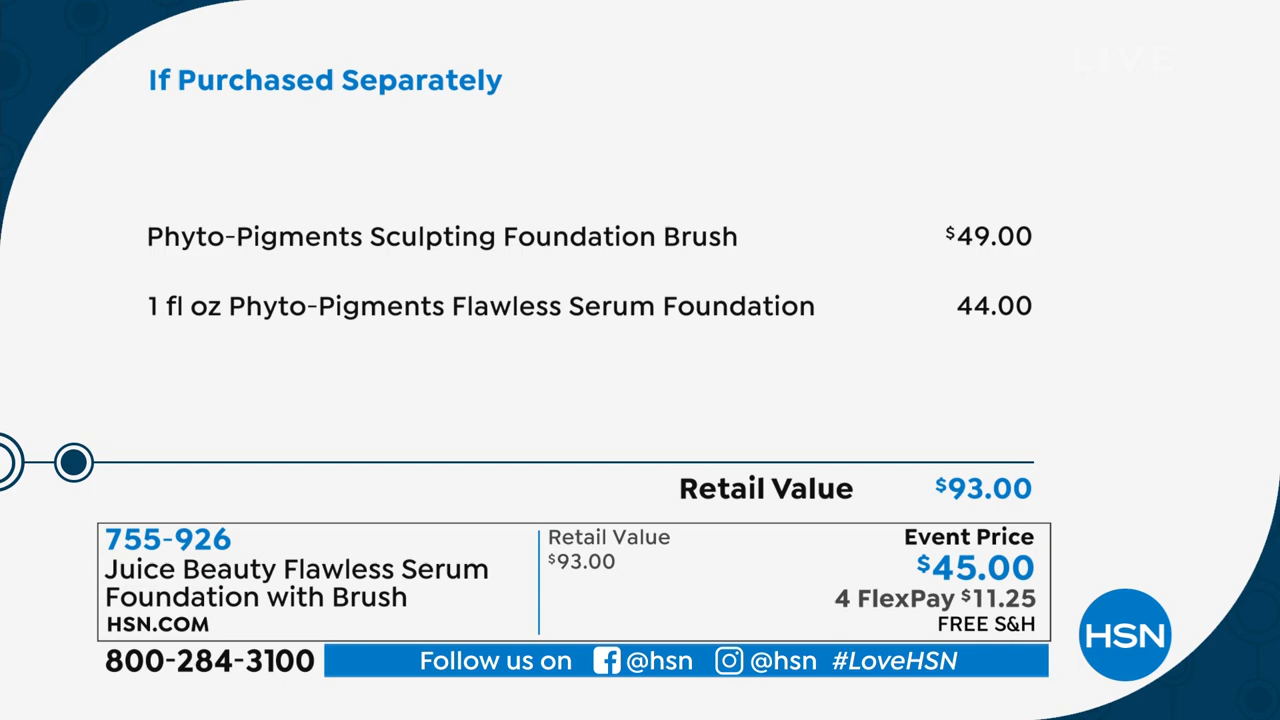 LIVE
If Purchased Separately
Phyto-Pigments Sculpting Foundation Brush $49.00
1 fl oz Phyto-Pigments Flawless Serum Foundation 44.00
Retail Value $93.00
755-926
Juice Beauty Flawless Serum
Foundation with Brush
HSN.COM
Retail Value
$93.00
Event Price
$45.00
4 FlexPay $11.25
FREE S&H
HSN
800-284-3100
Follow us on @hsn @hsn #LoveHSN